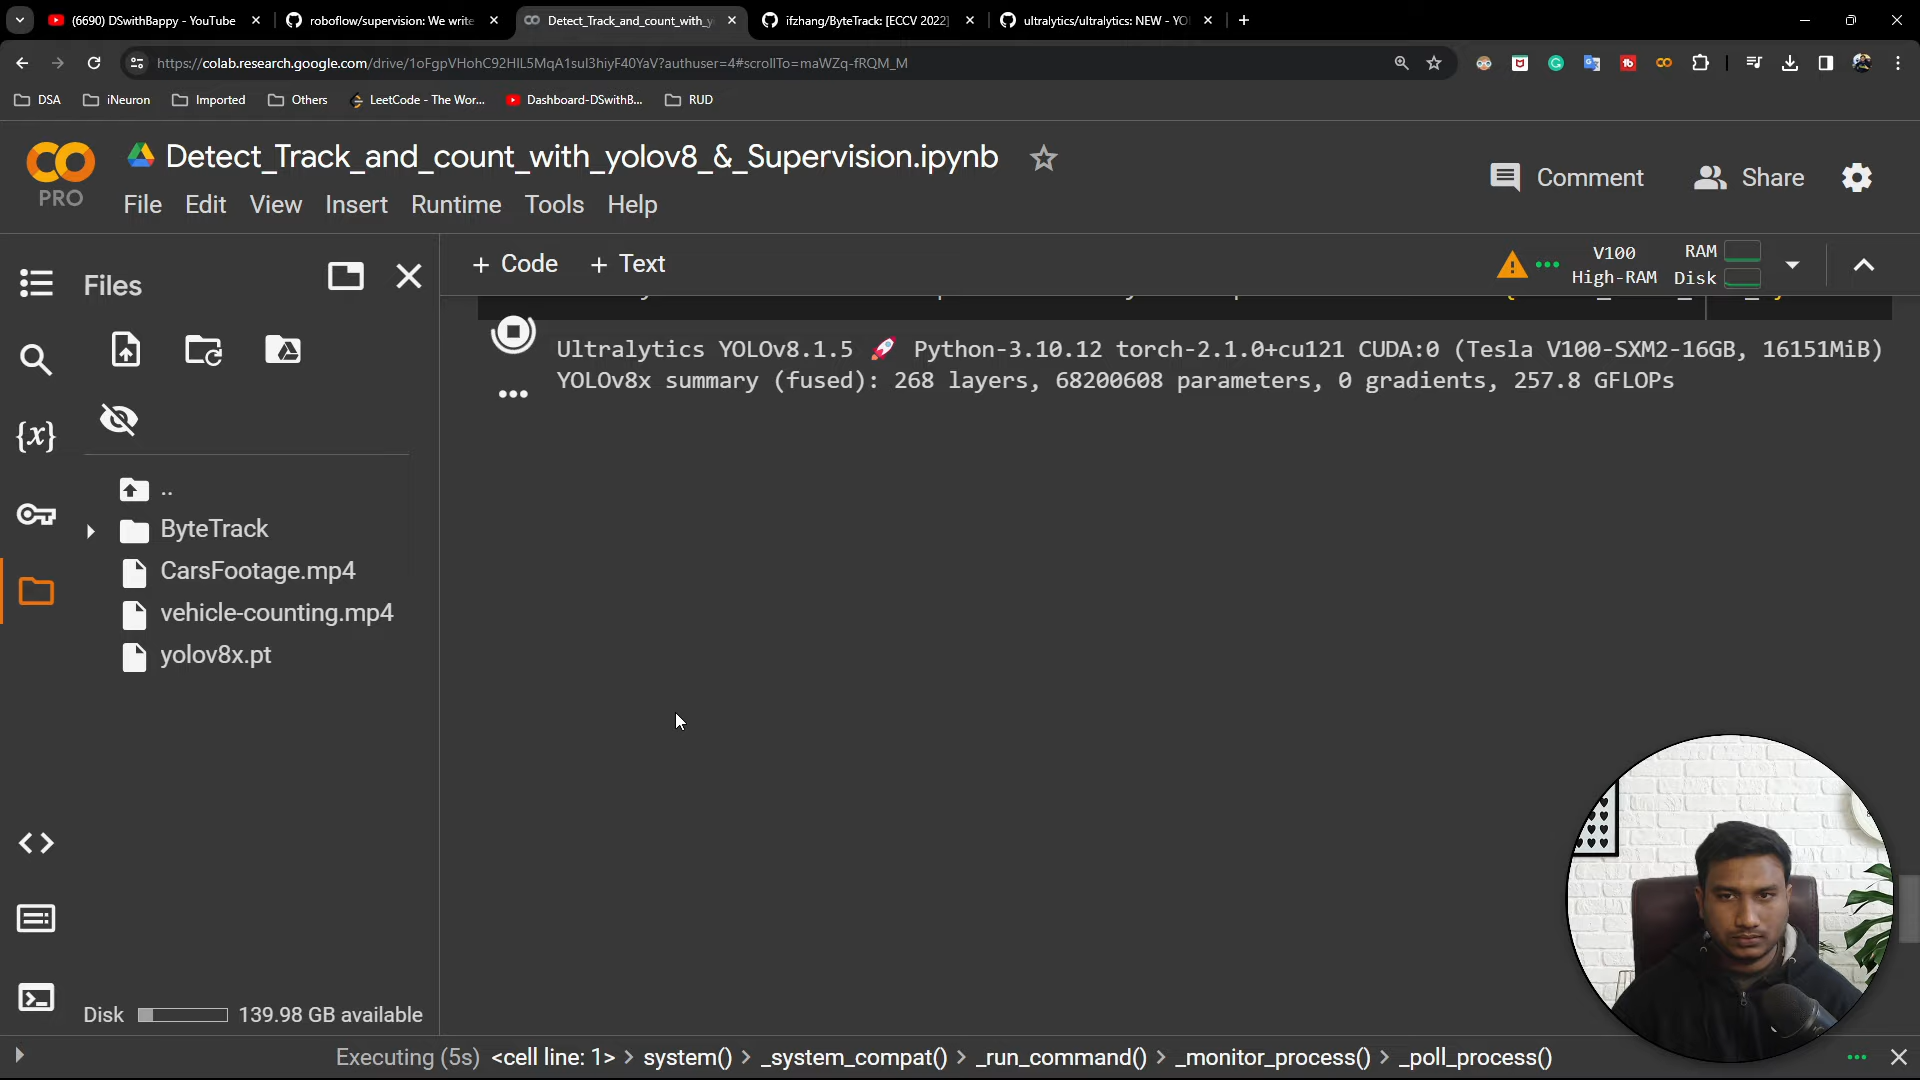 (6690) DSwithBappy - YouTube
roboflow/supervision: We write
Detect_Track_and_count_with_y
ifzhang/ByteTrack: [ECCV 2022]
ultralytics/ultralytics: NEW - YO
https://colab.research.google.com/drive/1oFgpVHohC92HIL5MqA1sul3hiyF40YaV?authuser=4#scrollTo=maWZq-fRQM_M
DSA
iNeuron
Imported
Others
LeetCode - The Wor...
Dashboard-DSwithB...
RUD
CO
PRO
Detect_Track_and_count_with_yolov8_&_Supervision.ipynb
File Edit View Insert Runtime Tools Help
Comment
Share
Files
+ Code
+ Text
V100
High-RAM
RAM
Disk
Ultralytics YOLOv8.1.5 🚀 Python-3.10.12 torch-2.1.0+cu121 CUDA:0 (Tesla V100-SXM2-16GB, 16151MiB)
YOLOv8x summary (fused): 268 layers, 68200608 parameters, 0 gradients, 257.8 GFLOPs
{x}
..
ByteTrack
CarsFootage.mp4
vehicle-counting.mp4
yolov8x.pt
Disk
139.98 GB available
Executing (5s) <cell line: 1> > system() > _system_compat() > _run_command() > _monitor_process() > _poll_process()